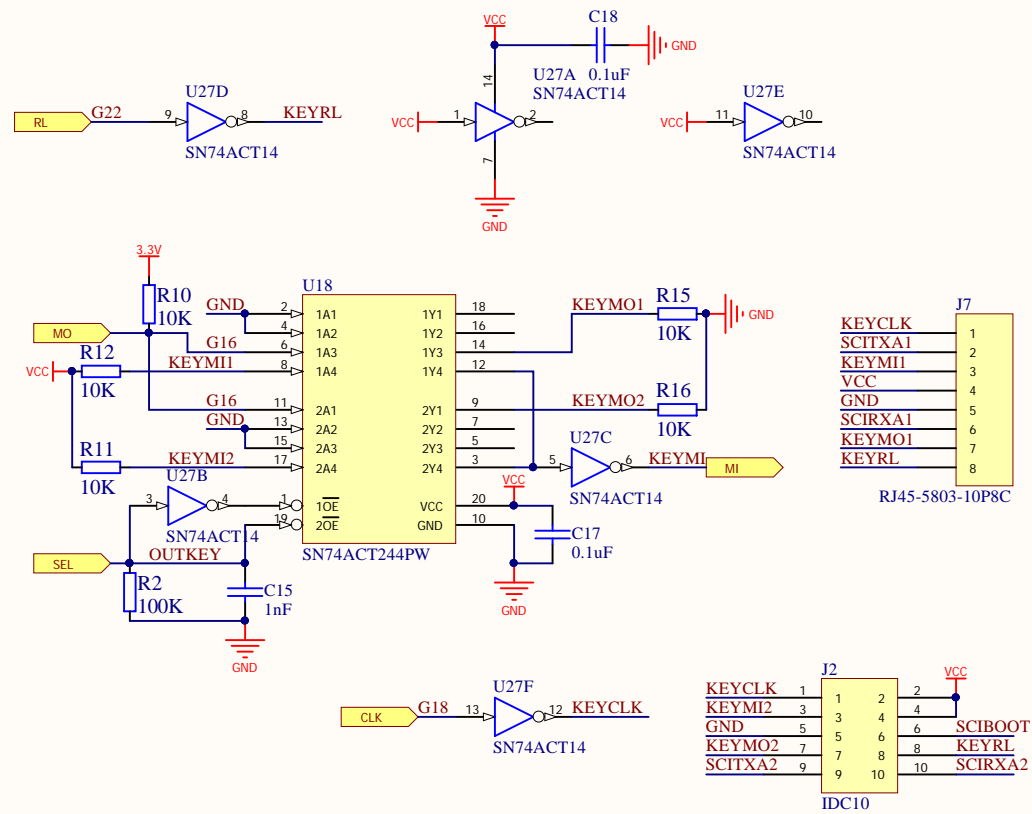 VCC
C18
GND
U27A 0.1uF
SN74ACT14
14
VCC
1
2
7
GND
U27D
RL
G22
9
8
KEYRL
SN74ACT14
U27E
VCC
11
10
SN74ACT14
3.3V
R10
10K
MO
GND
G16
R12
VCC
10K
KEYMI1
G16
GND
R11
10K
KEYMI2
U27B
3
4
SN74ACT14
SEL
OUTKEY
R2
100K
C15
1nF
GND
U18
2 1A1 1Y1 18
4 1A2 1Y2 16
6 1A3 1Y3 14
8 1A4 1Y4 12
11 2A1 2Y1 9
13 2A2 2Y2 7
15 2A3 2Y3 5
17 2A4 2Y4 3
1 1OE VCC 20
19 2OE GND 10
SN74ACT244PW
KEYMO1
R15
10K
GND
KEYMO2
R16
10K
U27C
5
6
KEYMI
MI
SN74ACT14
VCC
C17
0.1uF
GND
J7
KEYCLK 1
SCITXA1 2
KEYMI1 3
VCC 4
GND 5
SCIRXA1 6
KEYMO1 7
KEYRL 8
RJ45-5803-10P8C
U27F
CLK
G18
13
12
KEYCLK
SN74ACT14
J2
VCC
KEYCLK 1 1 2 2
KEYMI2 3 3 4 4
GND 5 5 6 6 SCIBOOT
KEYMO2 7 7 8 8 KEYRL
SCITXA2 9 9 10 10 SCIRXA2
IDC10